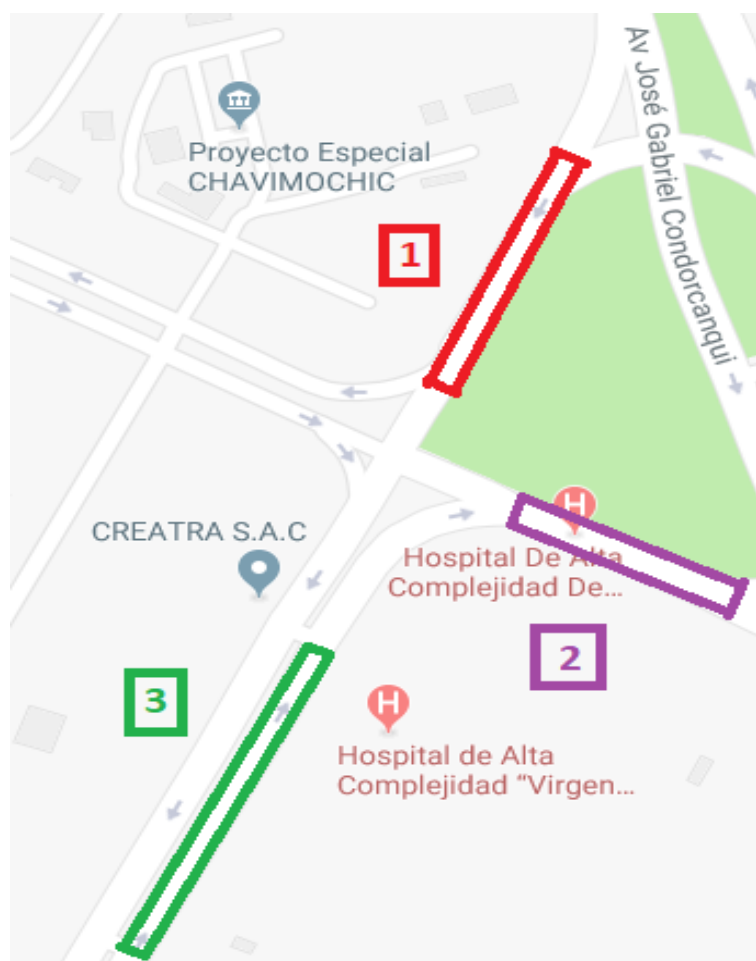 Av José Gabriel Condorcanqui
Proyecto Especial
CHAVIMOCHIC
1
CREATRA S.A.C
H
Hospital De Alta
Complejidad De...
2
3
H
Hospital de Alta
Complejidad "Virgen...